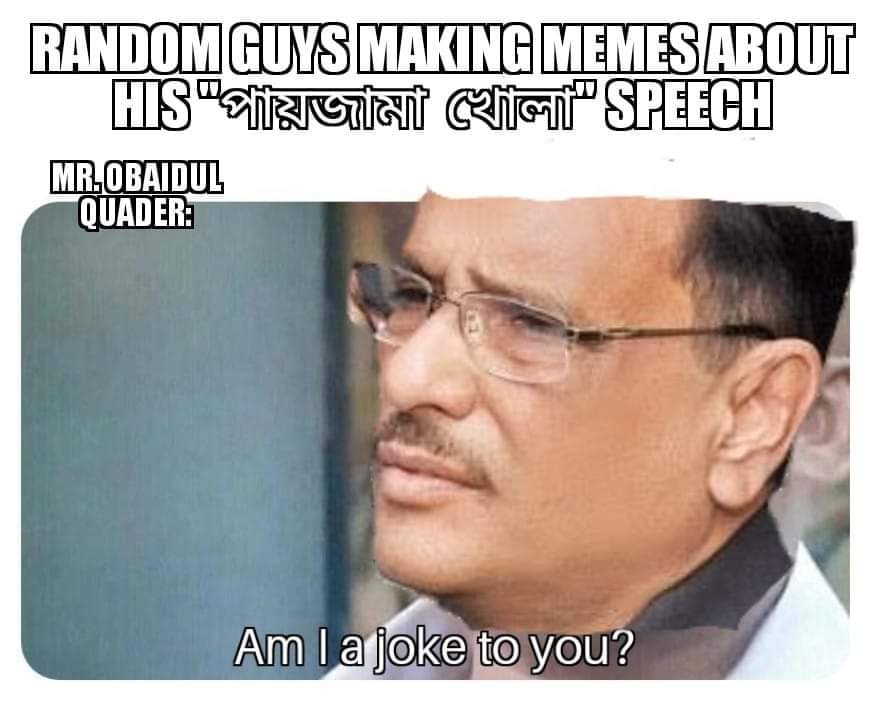 RANDOM GUYS MAKING MEMES ABOUT
HIS "পায়জামা খোলা" SPEECH
MR. OBAIDUL
QUADER:
Am I a joke to you?